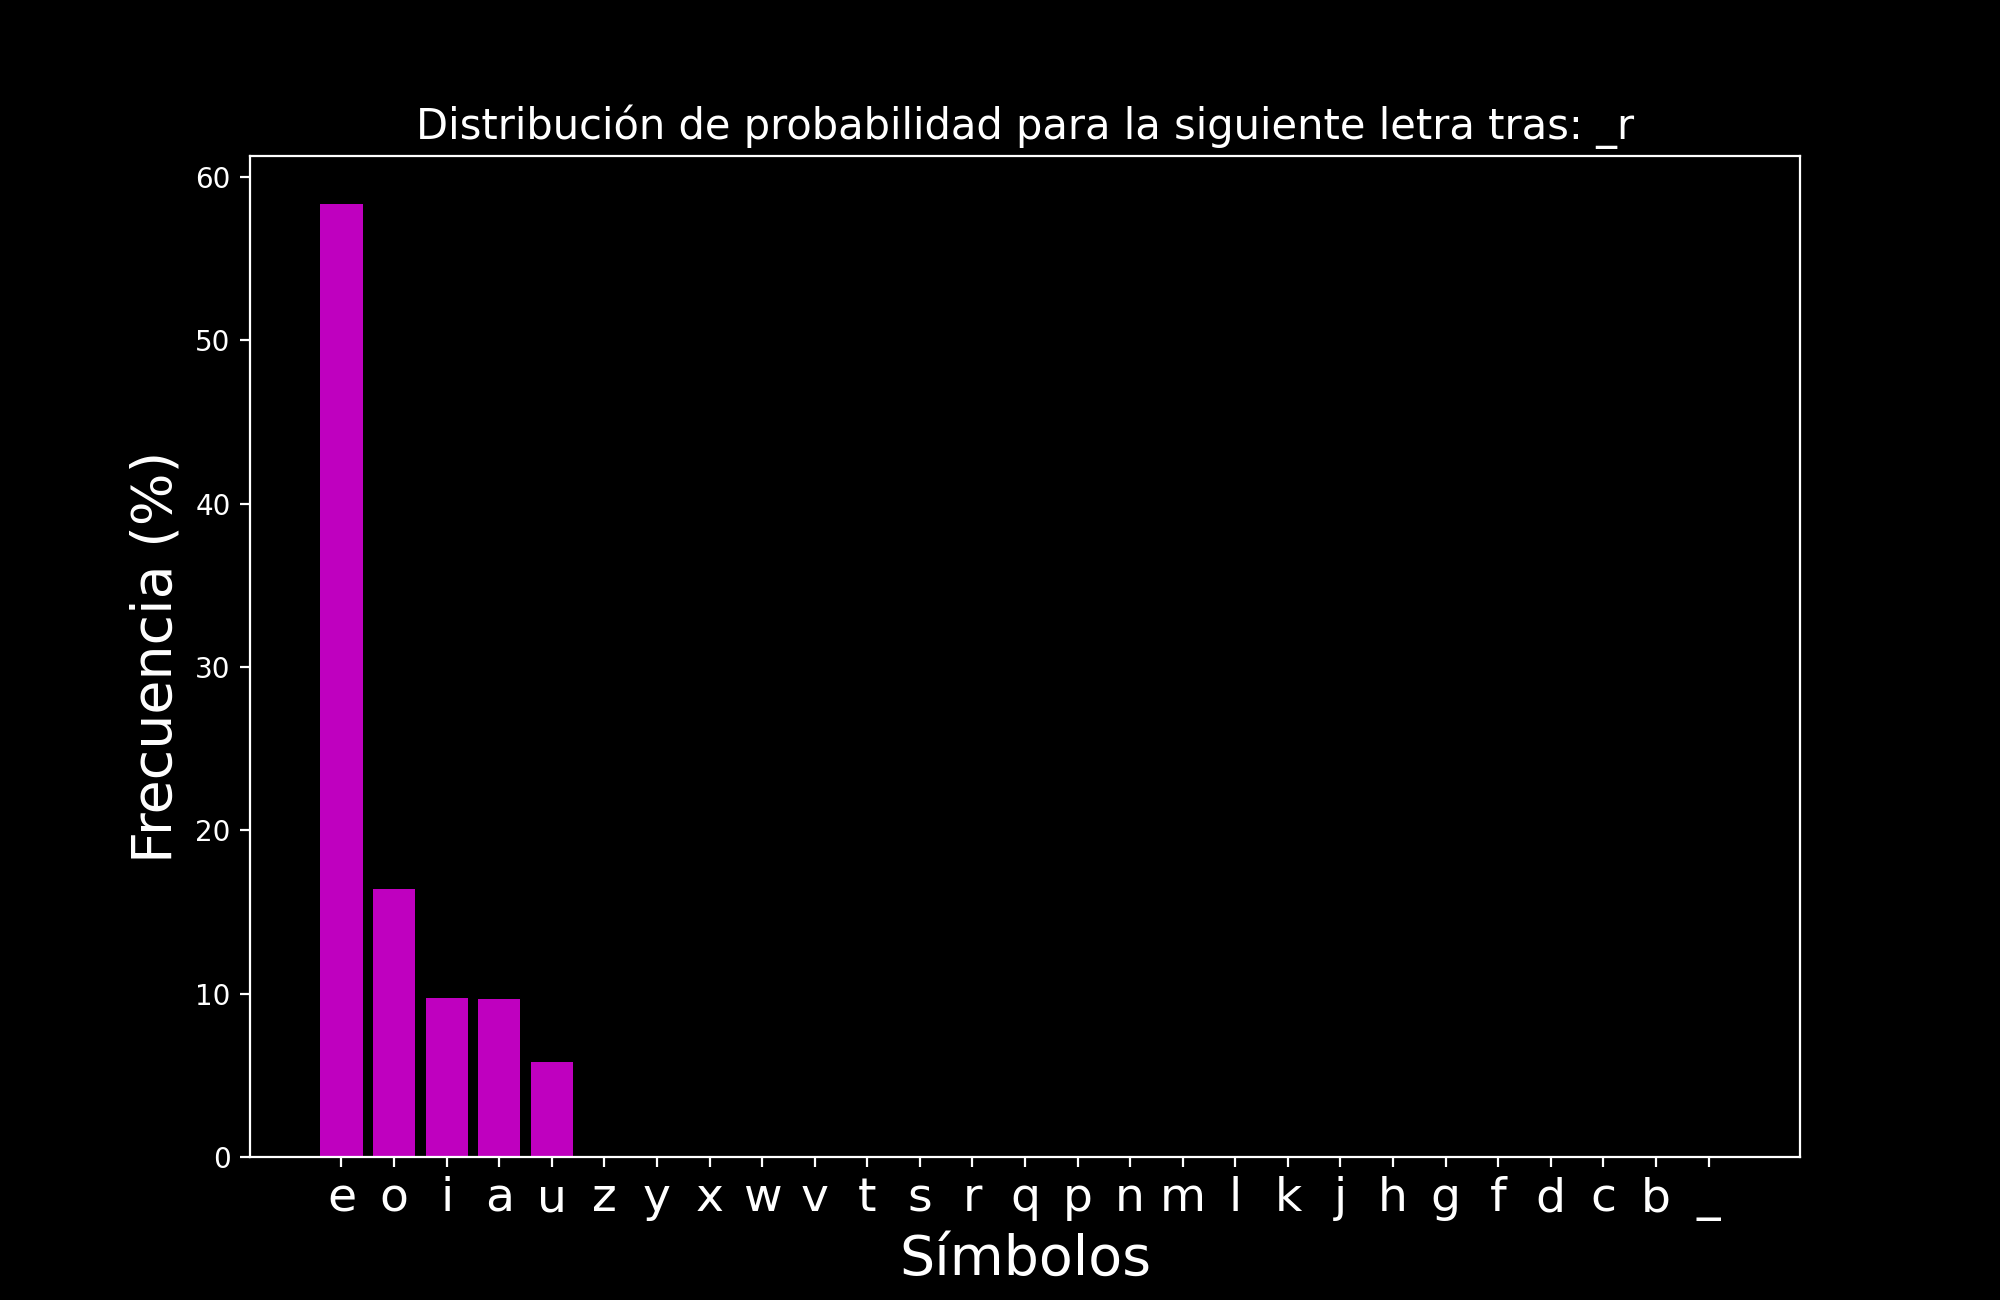 Distribución de probabilidad para la siguiente letra tras: _r
60
50
40
30
20
10
0
Frecuencia (%)
e o i a u z y x w v t s r q p n m l k j h g f d c b _
Símbolos